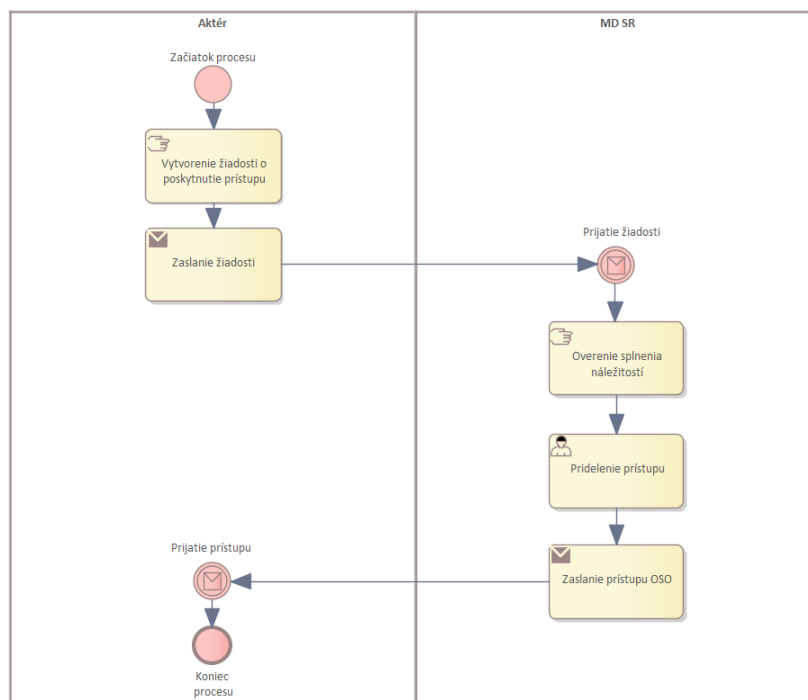 Aktér
MD SR
Začiatok procesu
Vytvorenie žiadosti o
poskytnutie prístupu
Zaslanie žiadosti
Prijatie žiadosti
Overenie splnenia
náležitostí
Pridelenie prístupu
Zaslanie prístupu OSO
Prijatie prístupu
Koniec
procesu